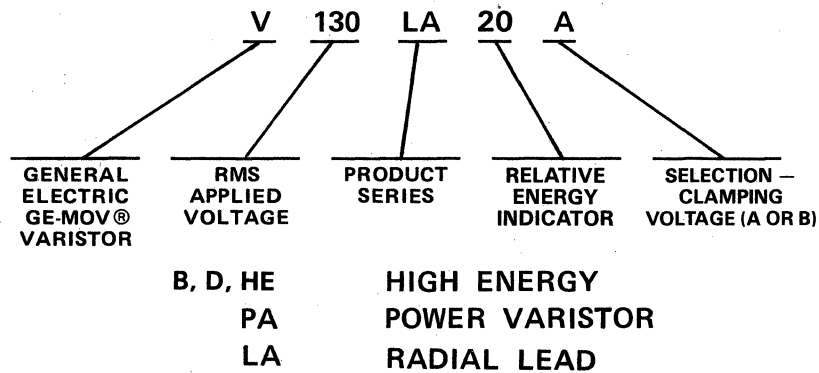 V 130 LA 20 A
GENERAL RMS PRODUCT RELATIVE SELECTION —
ELECTRIC APPLIED SERIES ENERGY CLAMPING
GE-MOV® VOLTAGE INDICATOR VOLTAGE (A OR B)
VARISTOR
B, D, HE HIGH ENERGY
PA POWER VARISTOR
LA RADIAL LEAD